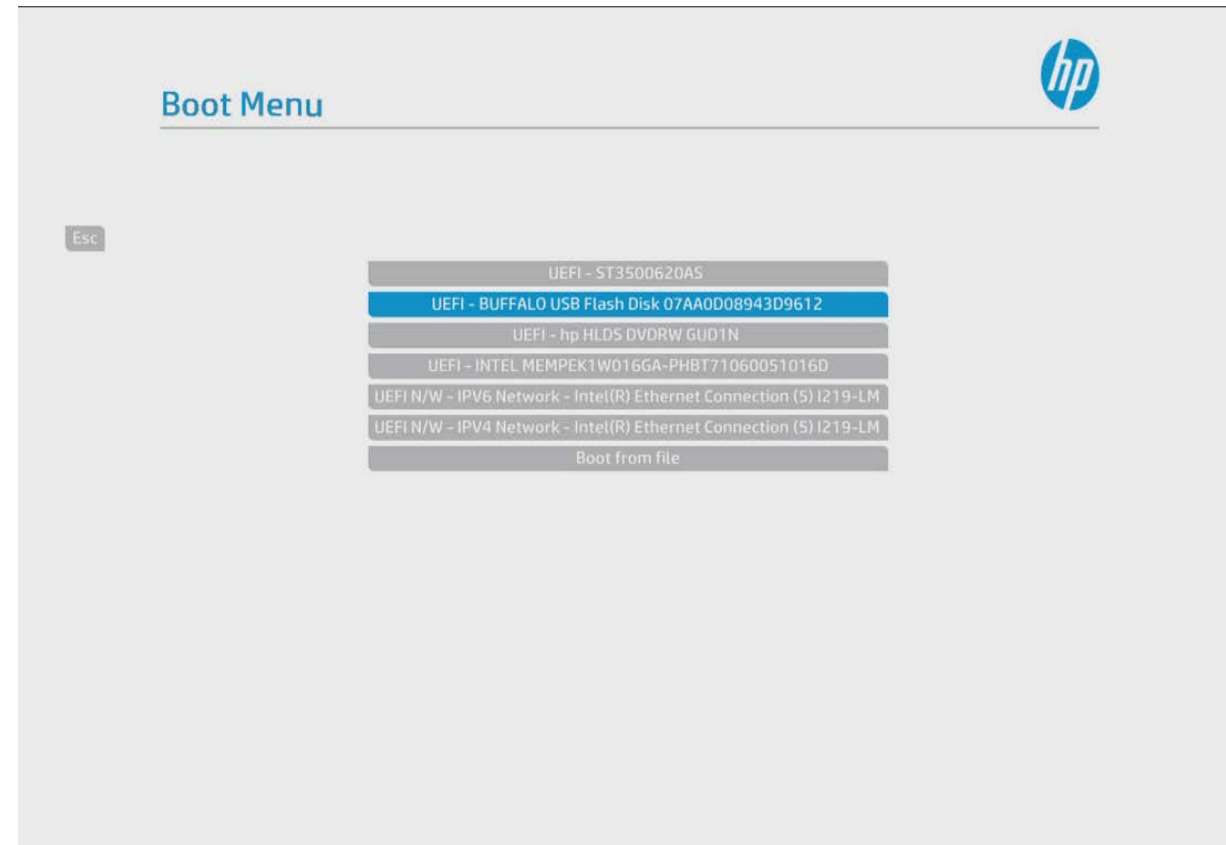 hp
Boot Menu
Esc
UEFI - ST3500620AS
UEFI - BUFFALO USB Flash Disk 07AA0D08943D9612
UEFI - hp HLDS DVDRW GUD1N
UEFI - INTEL MEMPEK1W016GA-PHBT71060051016D
UEFI N/W - IPV6 Network - Intel(R) Ethernet Connection (5) I219-LM
UEFI N/W - IPV4 Network - Intel(R) Ethernet Connection (5) I219-LM
Boot from file